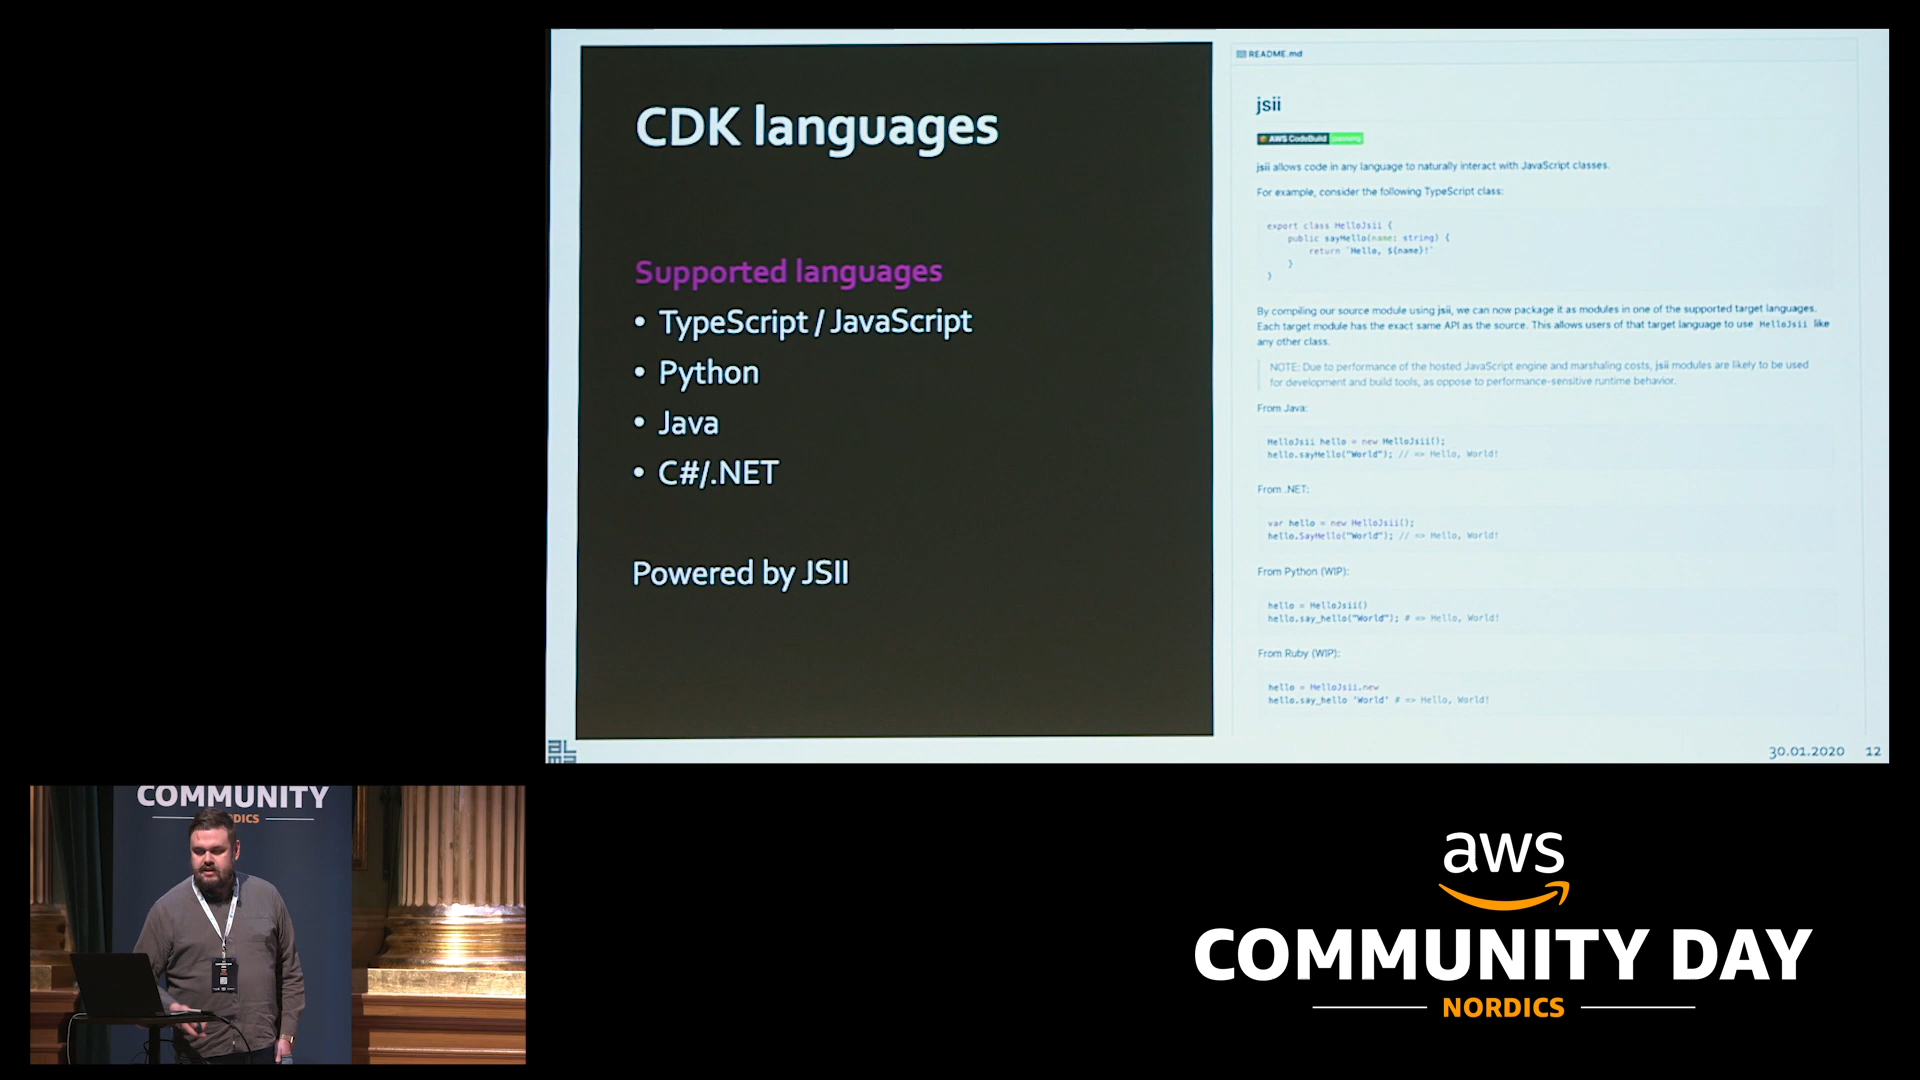 CDK languages
Supported languages
• TypeScript / JavaScript
• Python
• Java
• C#/.NET
Powered by JSII
README.md
jsii
AWS CodeBuild passing
jsii allows code in any language to naturally interact with JavaScript classes.
For example, consider the following TypeScript class:
export class HelloJsii {
public sayHello(name: string) {
return `Hello, ${name}!`
}
}
By compiling our source module using jsii, we can now package it as modules in one of the supported target languages.
Each target module has the exact same API as the source. This allows users of that target language to use HelloJsii like
any other class.
NOTE: Due to performance of the hosted JavaScript engine and marshaling costs, jsii modules are likely to be used
for development and build tools, as oppose to performance-sensitive runtime behavior.
From Java:
HelloJsii hello = new HelloJsii();
hello.sayHello("World"); // => Hello, World!
From .NET:
var hello = new HelloJsii();
hello.SayHello("World"); // => Hello, World!
From Python (WIP):
hello = HelloJsii()
hello.say_hello("World"); # => Hello, World!
From Ruby (WIP):
hello = HelloJsii.new
hello.say_hello 'World' # => Hello, World!
30.01.2020 12
COMMUNITY
aws
COMMUNITY DAY
NORDICS